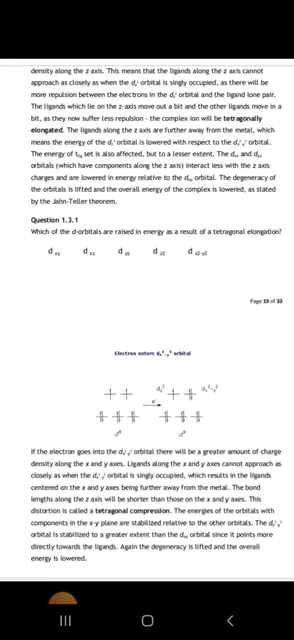 density along the z axis. This means that the ligands along the z axis cannot
approach as closely as when the dz² orbital is singly occupied, as there will be
more repulsion between the electrons in the dz² orbital and the ligand lone pair.
The ligands which lie on the z-axis move out a bit and the other ligands move in a
bit, as they now suffer less repulsion - the complex ion will be tetragonally
elongated. The ligands along the z axis are further away from the metal, which
means the energy of the dz² orbital is lowered with respect to the dx²-y² orbital.
The energy of t2g set is also affected, but to a lesser extent. The dxz and dyz
orbitals (which have components along the z axis) interact less with the z axis
charges and are lowered in energy relative to the dxy orbital. The degeneracy of
the orbitals is lifted and the overall energy of the complex is lowered, as stated
by the Jahn-Teller theorem.
Question 1.3.1
Which of the d-orbitals are raised in energy as a result of a tetragonal elongation?
d xy d xz d yz d z2 d x2-y2
Page 19 of 33
Electron enters dx²-y² orbital
dz² dx²-y²
d⁸ d⁹
If the electron goes into the dx²-y² orbital there will be a greater amount of charge
density along the x and y axes. Ligands along the x and y axes cannot approach as
closely as when the dx²-y² orbital is singly occupied, which results in the ligands
centered on the x and y axes being further away from the metal. The bond
lengths along the z axis will be shorter than those on the x and y axes. This
distortion is called a tetragonal compression. The energies of the orbitals with
components in the x-y plane are stabilized relative to the other orbitals. The dx²-y²
orbital is stabilized to a greater extent than the dxy orbital since it points more
directly towards the ligands. Again the degeneracy is lifted and the overall
energy is lowered.